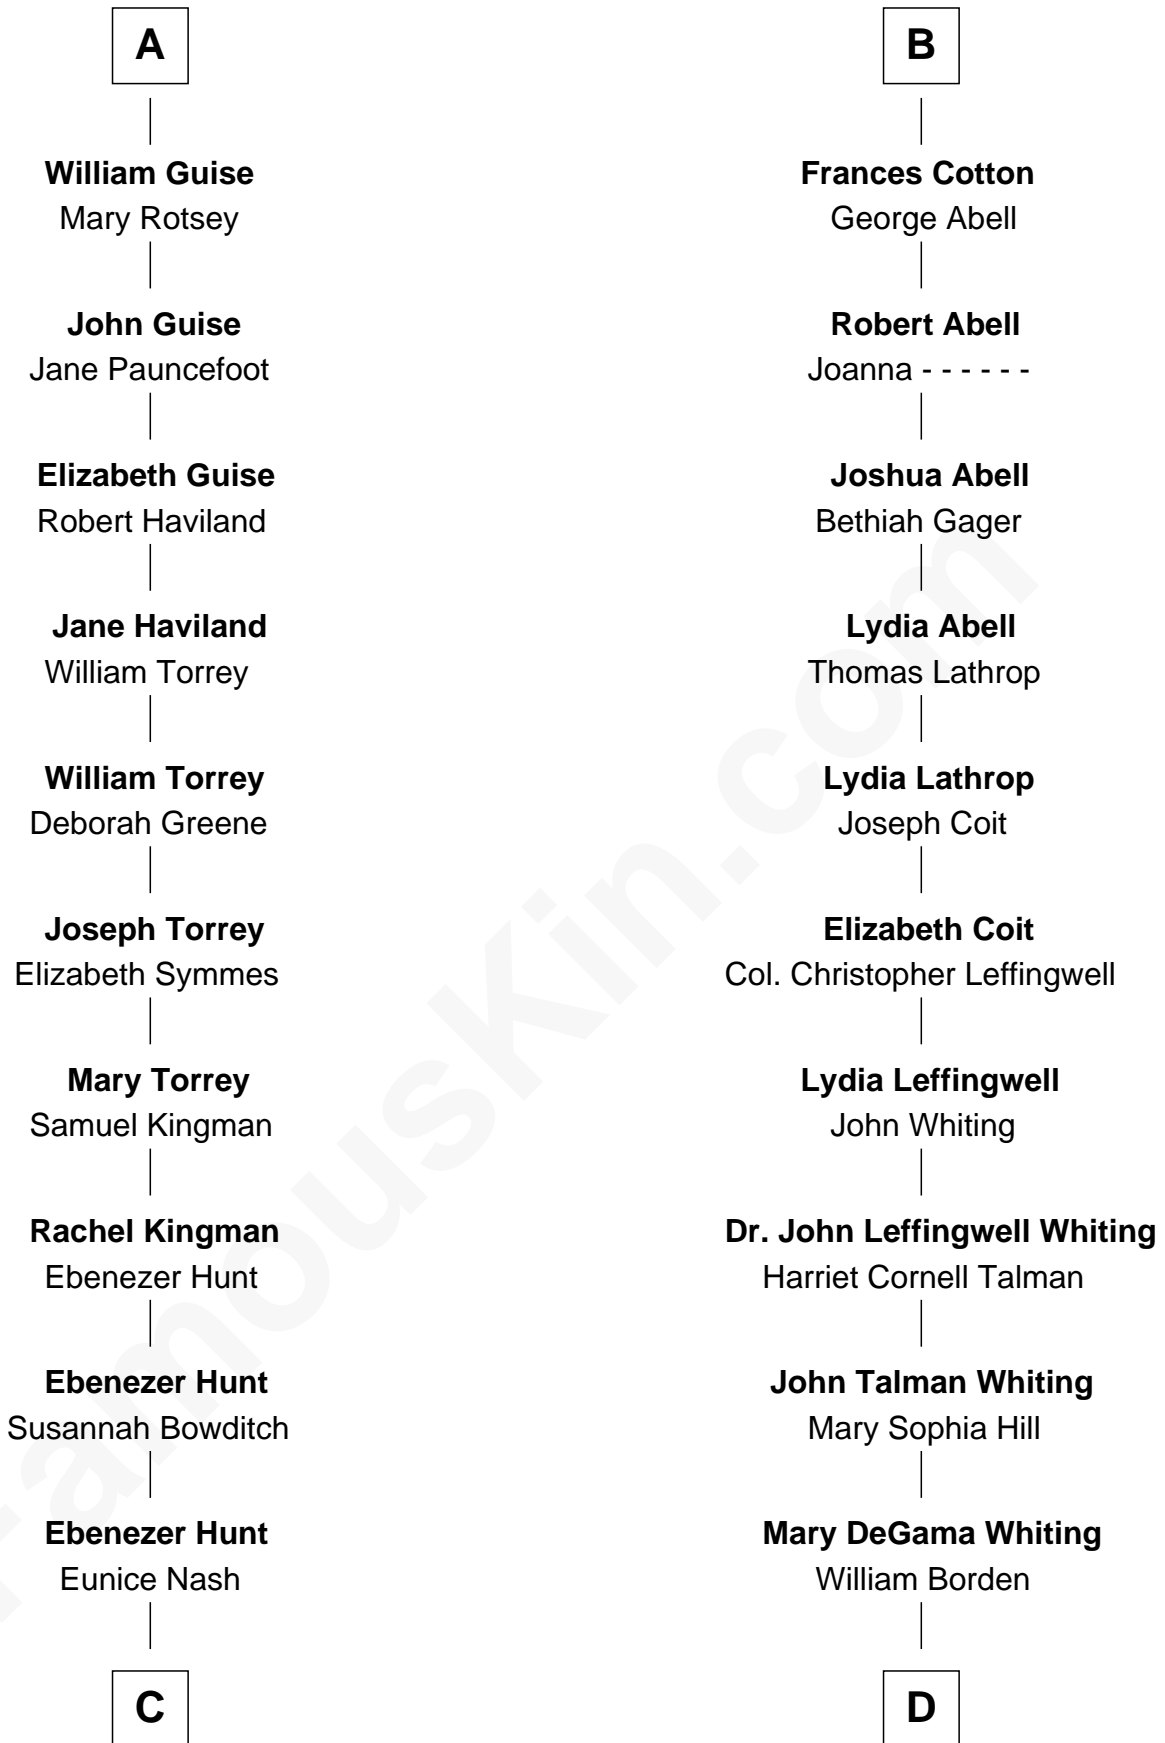 A
William Guise
Mary Rotsey
John Guise
Jane Pauncefoot
Elizabeth Guise
Robert Haviland
Jane Haviland
William Torrey
William Torrey
Deborah Greene
Joseph Torrey
Elizabeth Symmes
Mary Torrey
Samuel Kingman
Rachel Kingman
Ebenezer Hunt
Ebenezer Hunt
Susannah Bowditch
Ebenezer Hunt
Eunice Nash
C
B
Frances Cotton
George Abell
Robert Abell
Joanna - - - - - -
Joshua Abell
Bethiah Gager
Lydia Abell
Thomas Lathrop
Lydia Lathrop
Joseph Coit
Elizabeth Coit
Col. Christopher Leffingwell
Lydia Leffingwell
John Whiting
Dr. John Leffingwell Whiting
Harriet Cornell Talman
John Talman Whiting
Mary Sophia Hill
Mary DeGama Whiting
William Borden
D
FamousKin.com